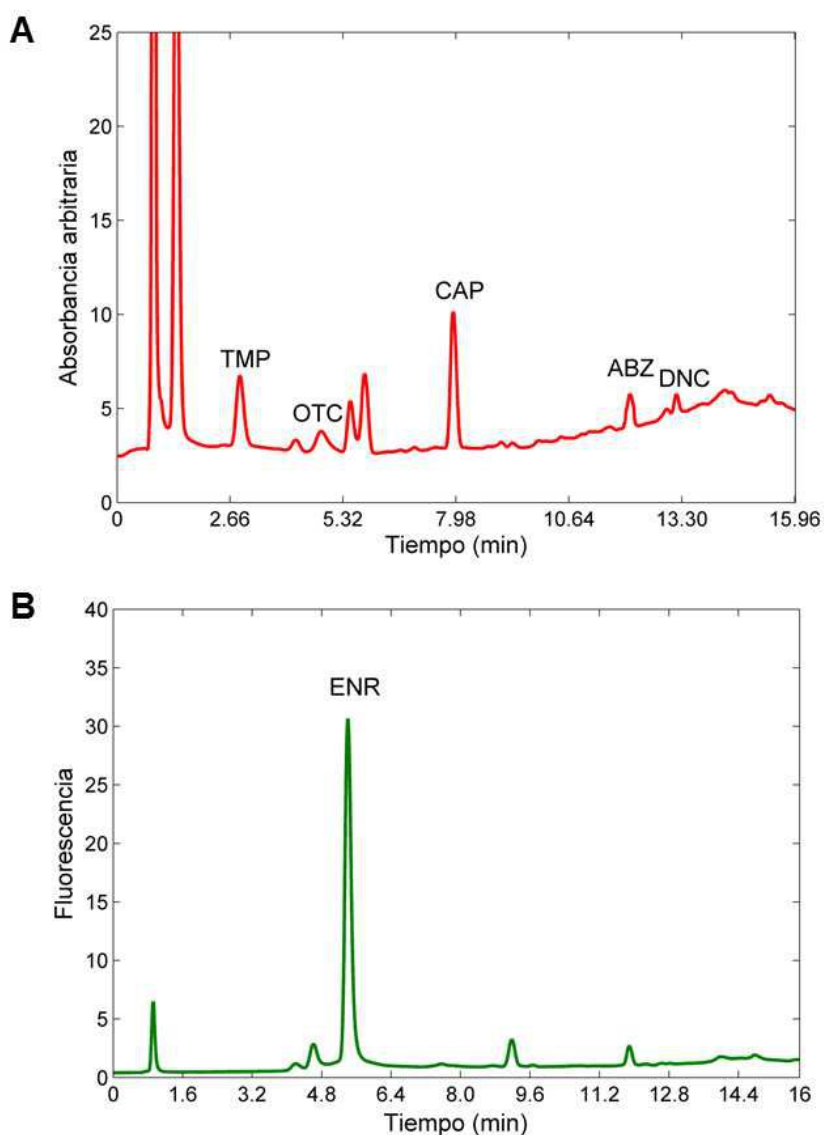 A
25
20
15
10
5
0
Absorbancia arbitraria
TMP
OTC
CAP
ABZ
DNC
0 2.66 5.32 7.98 10.64 13.30 15.96
Tiempo (min)
B
40
35
30
25
20
15
10
5
0
Fluorescencia
ENR
0 1.6 3.2 4.8 6.4 8.0 9.6 11.2 12.8 14.4 16
Tiempo (min)